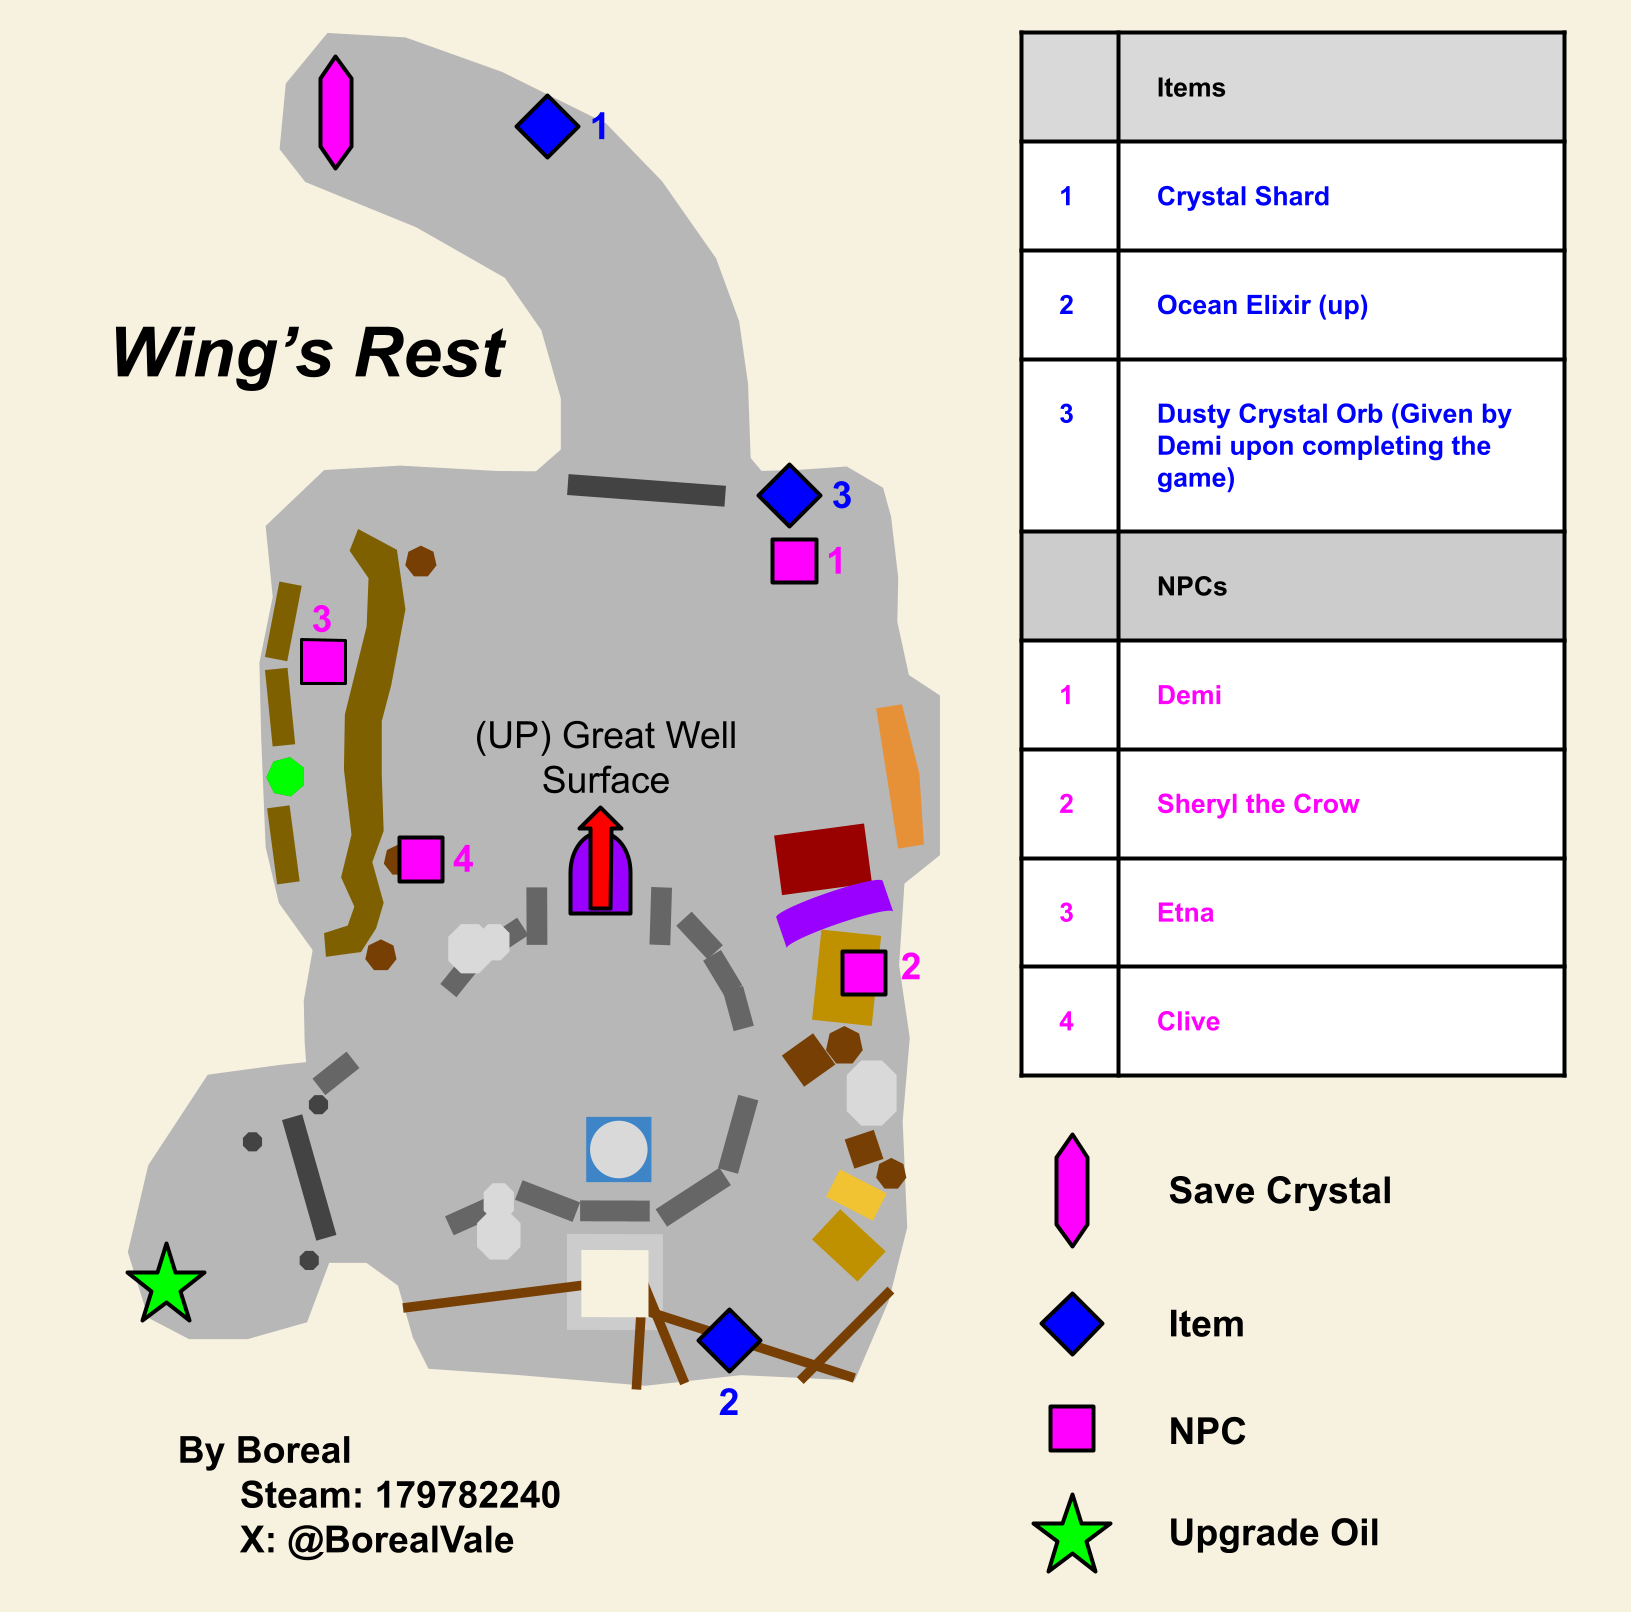 1
Wing’s Rest
3
1
3
(UP) Great Well
Surface
4
2
2
By Boreal
Steam: 179782240
X: @BorealVale
Items
1 Crystal Shard
2 Ocean Elixir (up)
3 Dusty Crystal Orb (Given by
Demi upon completing the
game)
NPCs
1 Demi
2 Sheryl the Crow
3 Etna
4 Clive
Save Crystal
Item
NPC
Upgrade Oil